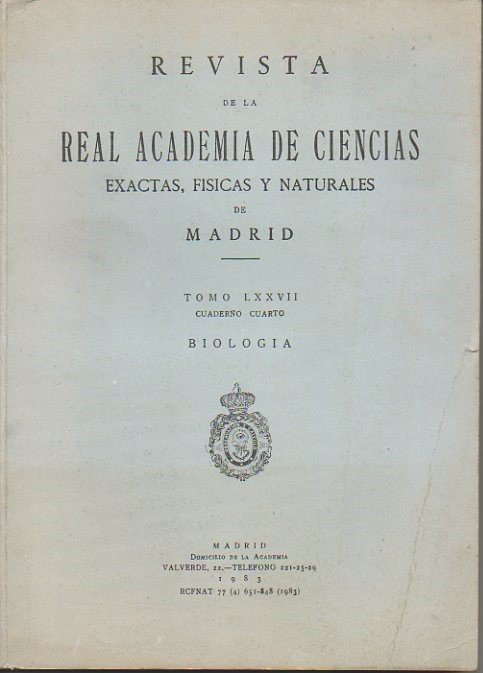 REVISTA
DE LA
REAL ACADEMIA DE CIENCIAS
EXACTAS, FISICAS Y NATURALES
DE
MADRID
TOMO LXXVII
CUADERNO CUARTO
BIOLOGIA
MADRID
DOMICILIO DE LA ACADEMIA
VALVERDE, 22.—TELEFONO 221-25-29
1983
RCFNAT 77 (4) 651-848 (1983)